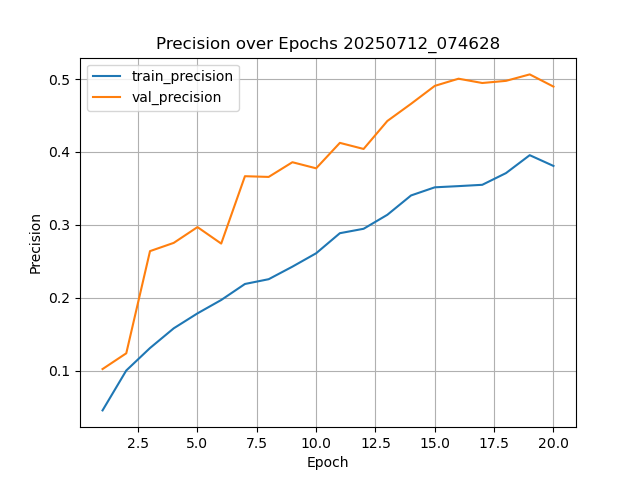 Precision over Epochs 20250712_074628
train_precision
val_precision
0.5
0.4
0.3
0.2
0.1
Precision
2.5 5.0 7.5 10.0 12.5 15.0 17.5 20.0
Epoch